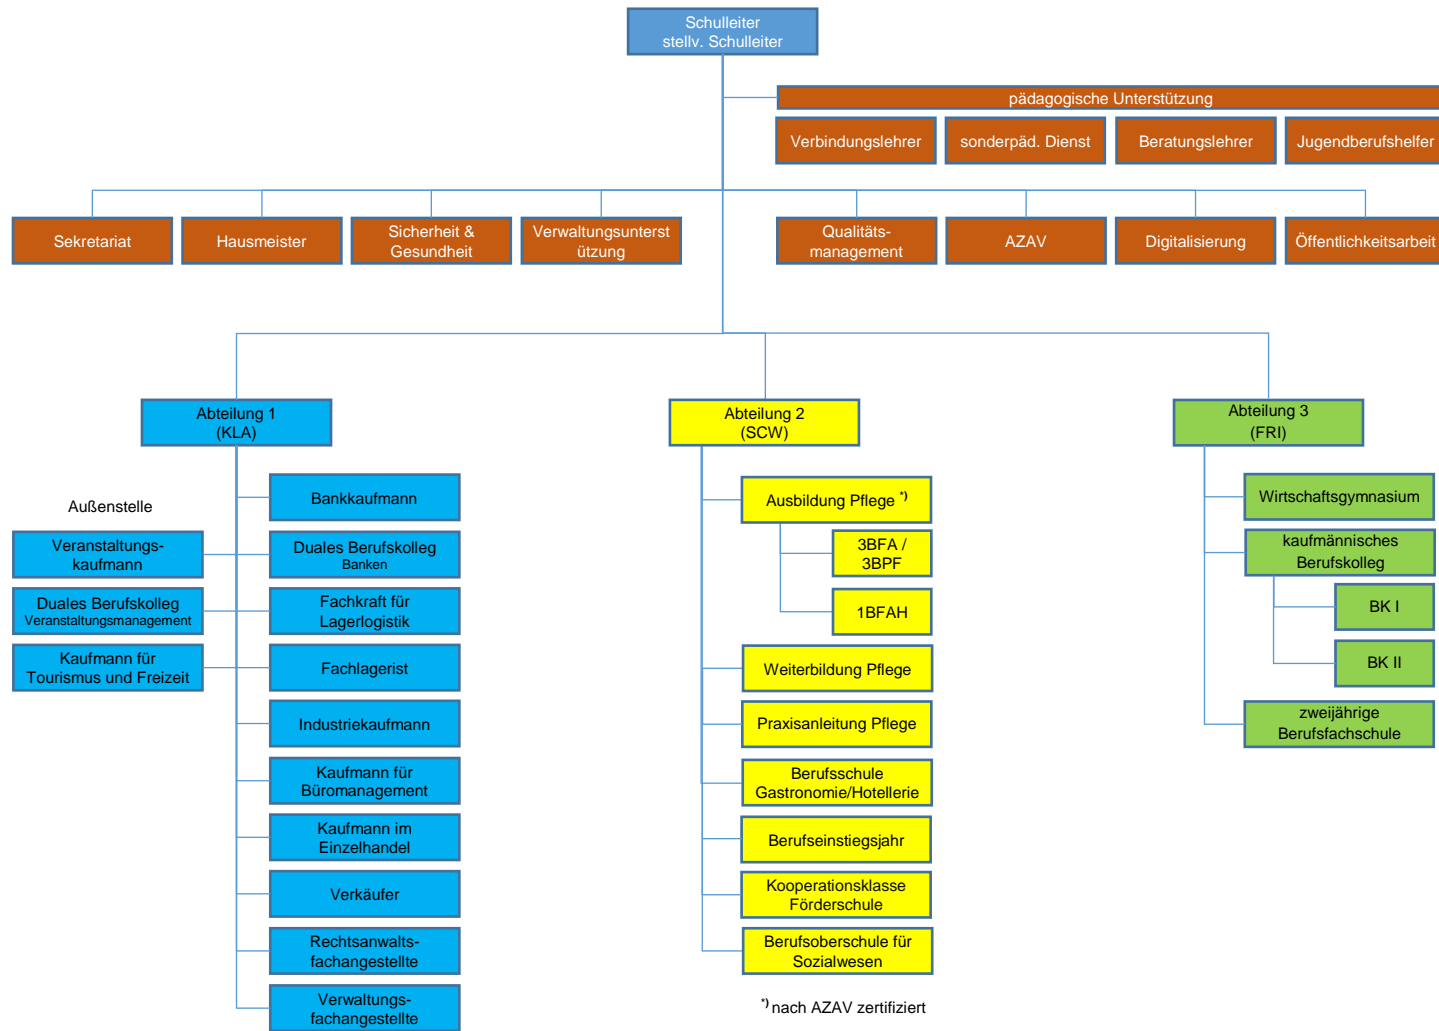 Schulleiter
stellv. Schulleiter
pädagogische Unterstützung
Verbindungslehrer
sonderpäd. Dienst
Beratungslehrer
Jugendberufshelfer
Sekretariat
Hausmeister
Sicherheit &
Gesundheit
Verwaltungsunterst
ützung
Qualitäts-
management
AZAV
Digitalisierung
Öffentlichkeitsarbeit
Abteilung 1
(KLA)
Außenstelle
Veranstaltungs-
kaufmann
Duales Berufskolleg
Veranstaltungsmanagement
Kaufmann für
Tourismus und Freizeit
Bankkaufmann
Duales Berufskolleg
Banken
Fachkraft für
Lagerlogistik
Fachlagerist
Industriekaufmann
Kaufmann für
Büromanagement
Kaufmann im
Einzelhandel
Verkäufer
Rechtsanwalts-
fachangestellte
Verwaltungs-
fachangestellte
Abteilung 2
(SCW)
Ausbildung Pflege *)
3BFA /
3BPF
1BFAH
Weiterbildung Pflege
Praxisanleitung Pflege
Berufsschule
Gastronomie/Hotellerie
Berufseinstiegsjahr
Kooperationsklasse
Förderschule
Berufsoberschule für
Sozialwesen
*) nach AZAV zertifiziert
Abteilung 3
(FRI)
Wirtschaftsgymnasium
kaufmännisches
Berufskolleg
BK I
BK II
zweijährige
Berufsfachschule